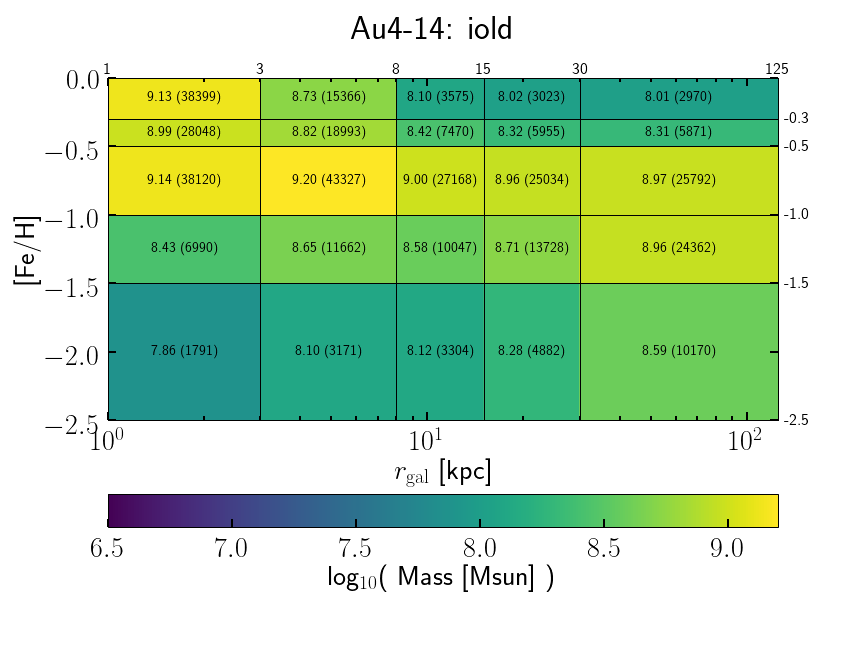 Au4-14: iold
1 3 8 15 30 125
0.0 9.13 (38399) 8.73 (15366) 8.10 (3575) 8.02 (3023) 8.01 (2970)
-0.3
8.99 (28048) 8.82 (18993) 8.42 (7470) 8.32 (5955) 8.31 (5871)
−0.5 -0.5
9.14 (38120) 9.20 (43327) 9.00 (27168) 8.96 (25034) 8.97 (25792)
−1.0 -1.0
[Fe/H]
8.43 (6990) 8.65 (11662) 8.58 (10047) 8.71 (13728) 8.96 (24362)
−1.5 -1.5
7.86 (1791) 8.10 (3171) 8.12 (3304) 8.28 (4882) 8.59 (10170)
−2.0
−2.5 -2.5
10⁰ 10¹ 10²
r_gal [kpc]
6.5 7.0 7.5 8.0 8.5 9.0
log₁₀( Mass [Msun] )